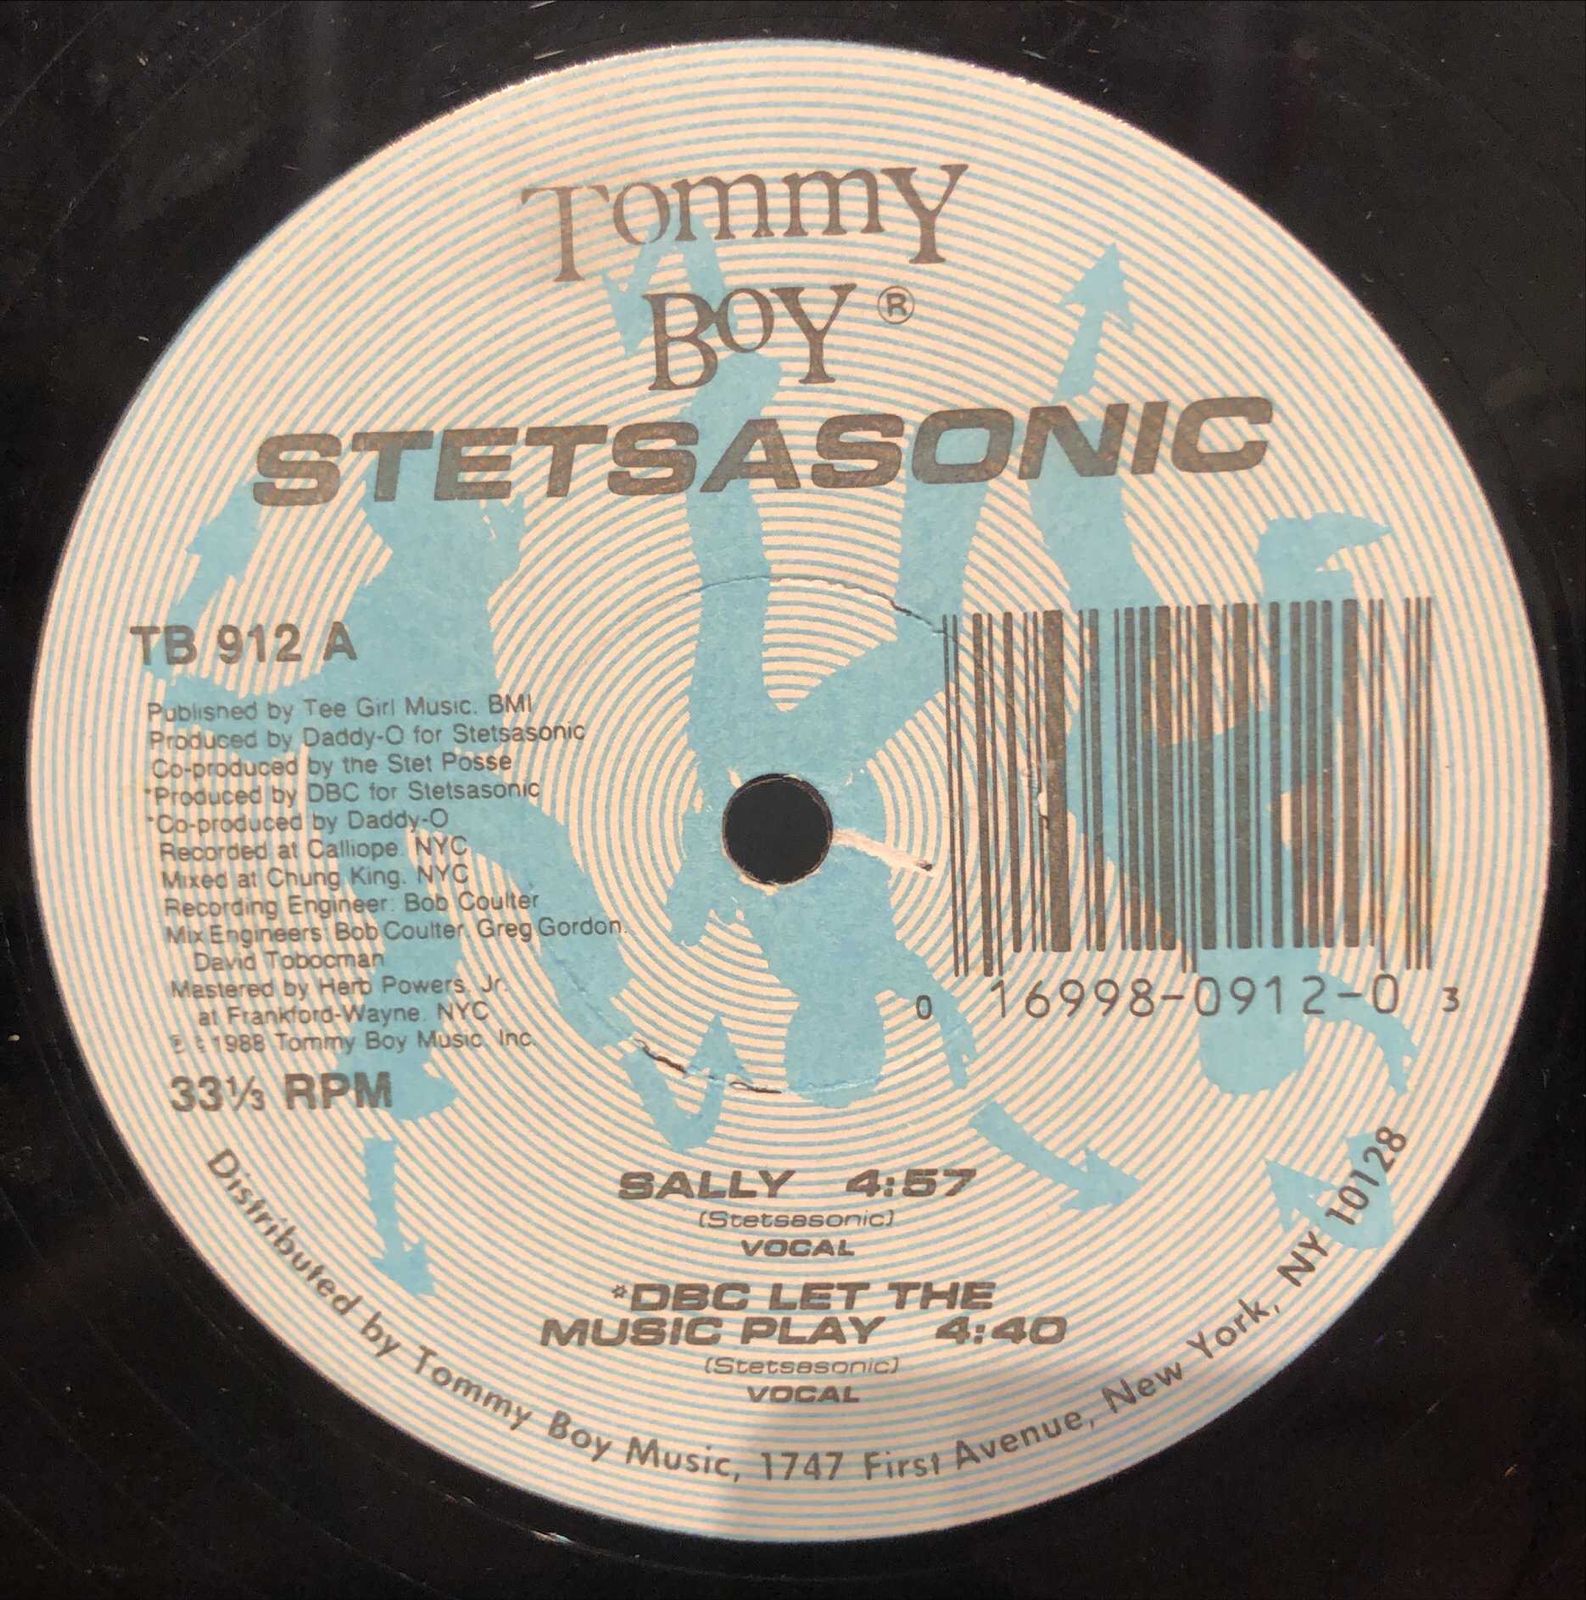 Tommy
Boy ®
STETSASONIC
TB 912 A
Published by Tee Girl Music. BMI
Produced by Daddy-O for Stetsasonic
Co-produced by the Stet Posse
*Produced by DBC for Stetsasonic
*Co-produced by Daddy-O
Recorded at Calliope. NYC
Mixed at Chung King. NYC
Recording Engineer: Bob Coulter
Mix Engineers: Bob Coulter. Greg Gordon.
David Tobocman
Mastered by Herb Powers, Jr.
at Frankford-Wayne. NYC
℗ © 1988 Tommy Boy Music, Inc.
33⅓ RPM
0 16998-0912-0 3
SALLY 4:57
(Stetsasonic)
VOCAL
*DBC LET THE
MUSIC PLAY 4:40
(Stetsasonic)
VOCAL
Distributed by Tommy Boy Music, 1747 First Avenue, New York, NY 10128